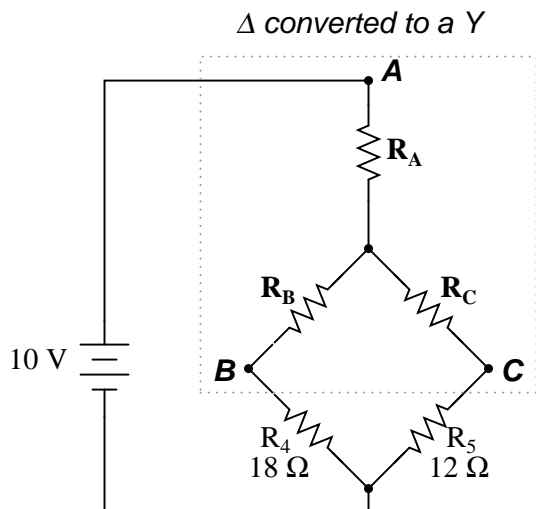 Δ converted to a Y
A
R_A
R_B
R_C
10 V
B
C
R_4
18 Ω
R_5
12 Ω